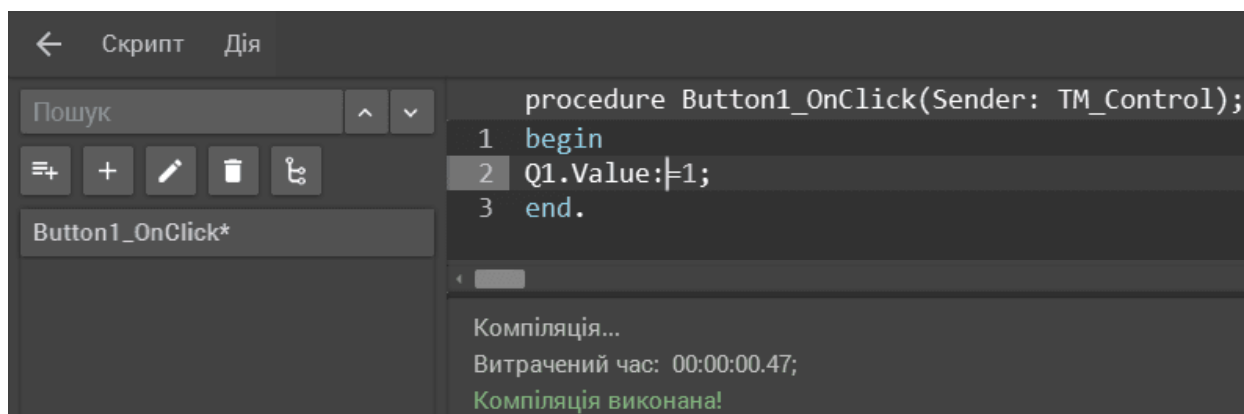 Скрипт Дія
Пошук
Button1_OnClick*
procedure Button1_OnClick(Sender: TM_Control);
1 begin
2 Q1.Value:=1;
3 end.
Компіляція...
Витрачений час: 00:00:00.47;
Компіляція виконана!